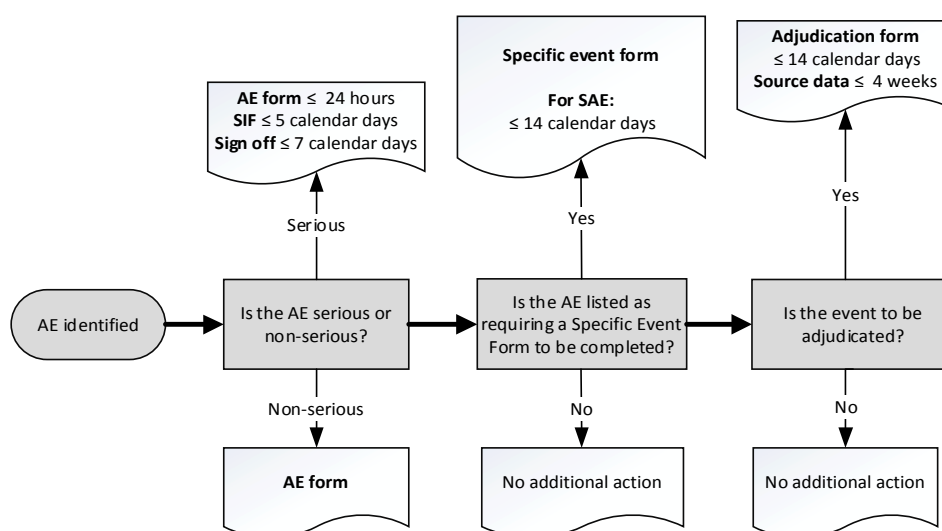 AE form ≤ 24 hours
SIF ≤ 5 calendar days
Sign off ≤ 7 calendar days
Specific event form
For SAE:
≤ 14 calendar days
Adjudication form
≤ 14 calendar days
Source data ≤ 4 weeks
Serious
Yes
Yes
AE identified
Is the AE serious or
non-serious?
Is the AE listed as
requiring a Specific Event
Form to be completed?
Is the event to be
adjudicated?
Non-serious
No
No
AE form
No additional action
No additional action